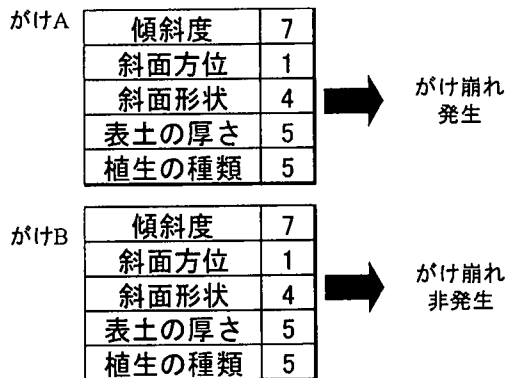 がけA
傾斜度 7
斜面方位 1
斜面形状 4
表土の厚さ 5
植生の種類 5
がけ崩れ
発生
がけB
傾斜度 7
斜面方位 1
斜面形状 4
表土の厚さ 5
植生の種類 5
がけ崩れ
非発生